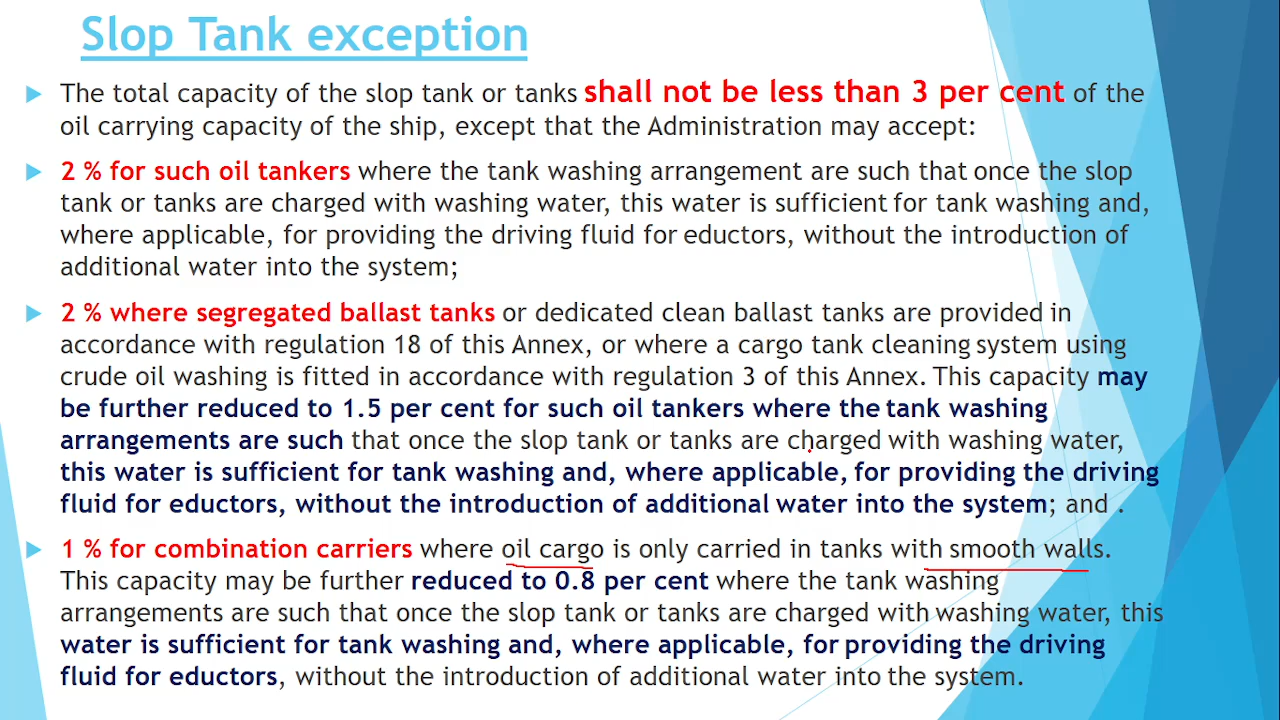 Slop Tank exception
The total capacity of the slop tank or tanks shall not be less than 3 per cent of the
oil carrying capacity of the ship, except that the Administration may accept:
2 % for such oil tankers where the tank washing arrangement are such that once the slop
tank or tanks are charged with washing water, this water is sufficient for tank washing and,
where applicable, for providing the driving fluid for eductors, without the introduction of
additional water into the system;
2 % where segregated ballast tanks or dedicated clean ballast tanks are provided in
accordance with regulation 18 of this Annex, or where a cargo tank cleaning system using
crude oil washing is fitted in accordance with regulation 3 of this Annex. This capacity may
be further reduced to 1.5 per cent for such oil tankers where the tank washing
arrangements are such that once the slop tank or tanks are charged with washing water,
this water is sufficient for tank washing and, where applicable, for providing the driving
fluid for eductors, without the introduction of additional water into the system; and .
1 % for combination carriers where oil cargo is only carried in tanks with smooth walls.
This capacity may be further reduced to 0.8 per cent where the tank washing
arrangements are such that once the slop tank or tanks are charged with washing water, this
water is sufficient for tank washing and, where applicable, for providing the driving
fluid for eductors, without the introduction of additional water into the system.